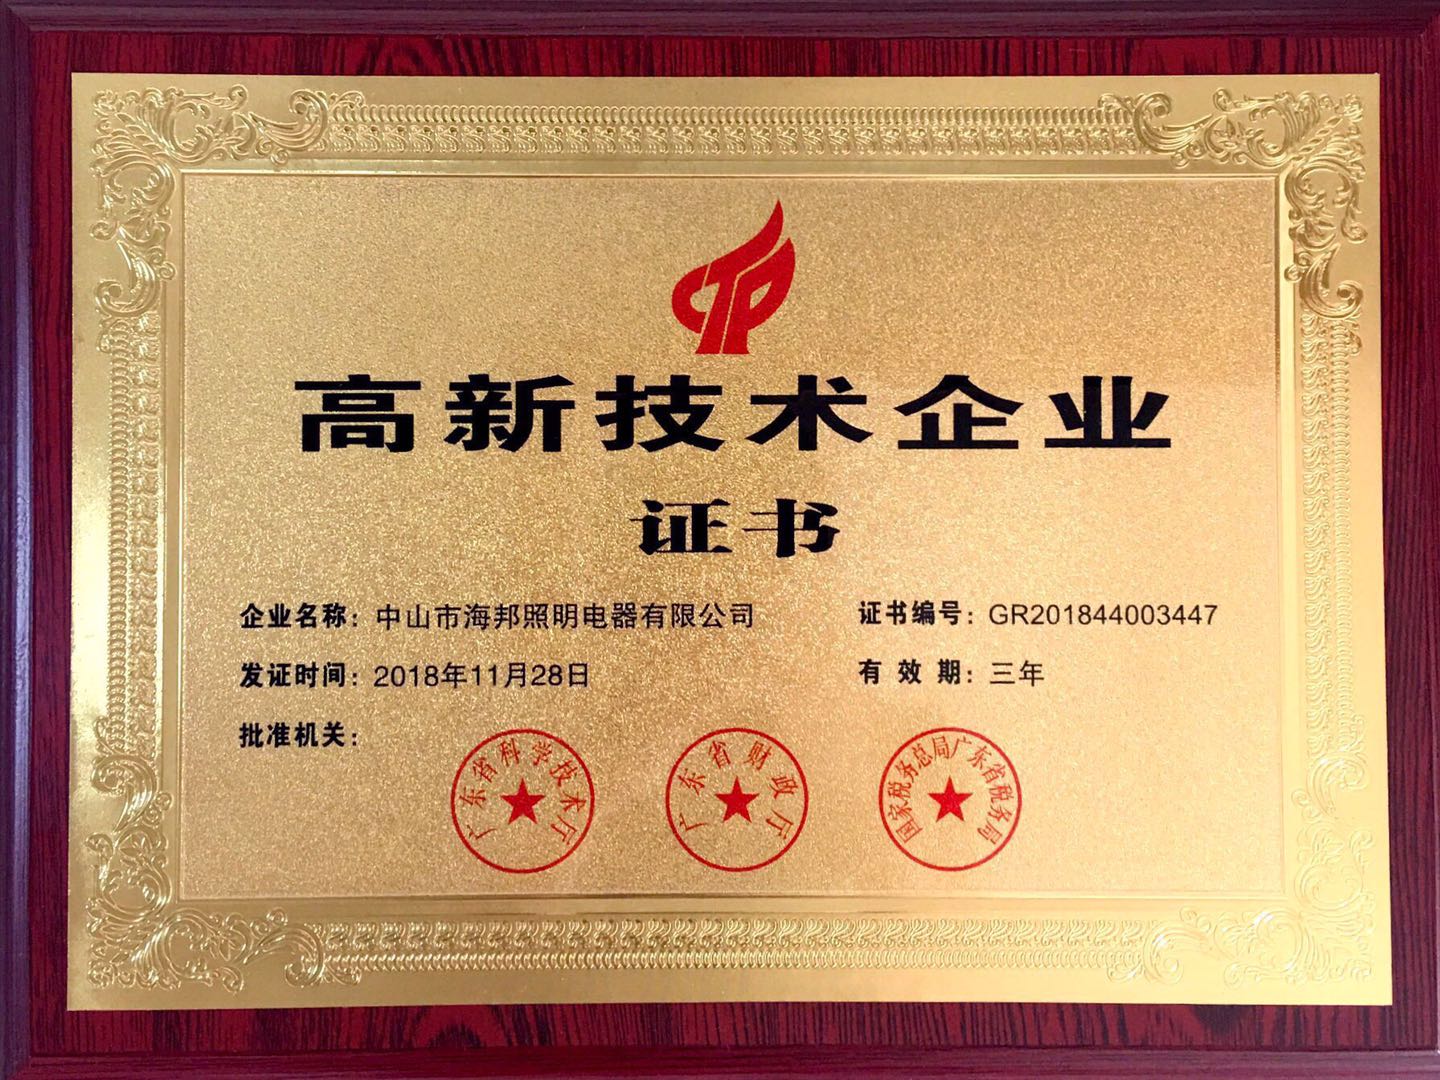 高新技术企业
证书
企业名称：中山市海邦照明电器有限公司 证书编号：GR201844003447
发证时间：2018年11月28日 有效期：三年
批准机关：
广东省科学技术厅 广东省财政厅 国家税务总局广东省税务局